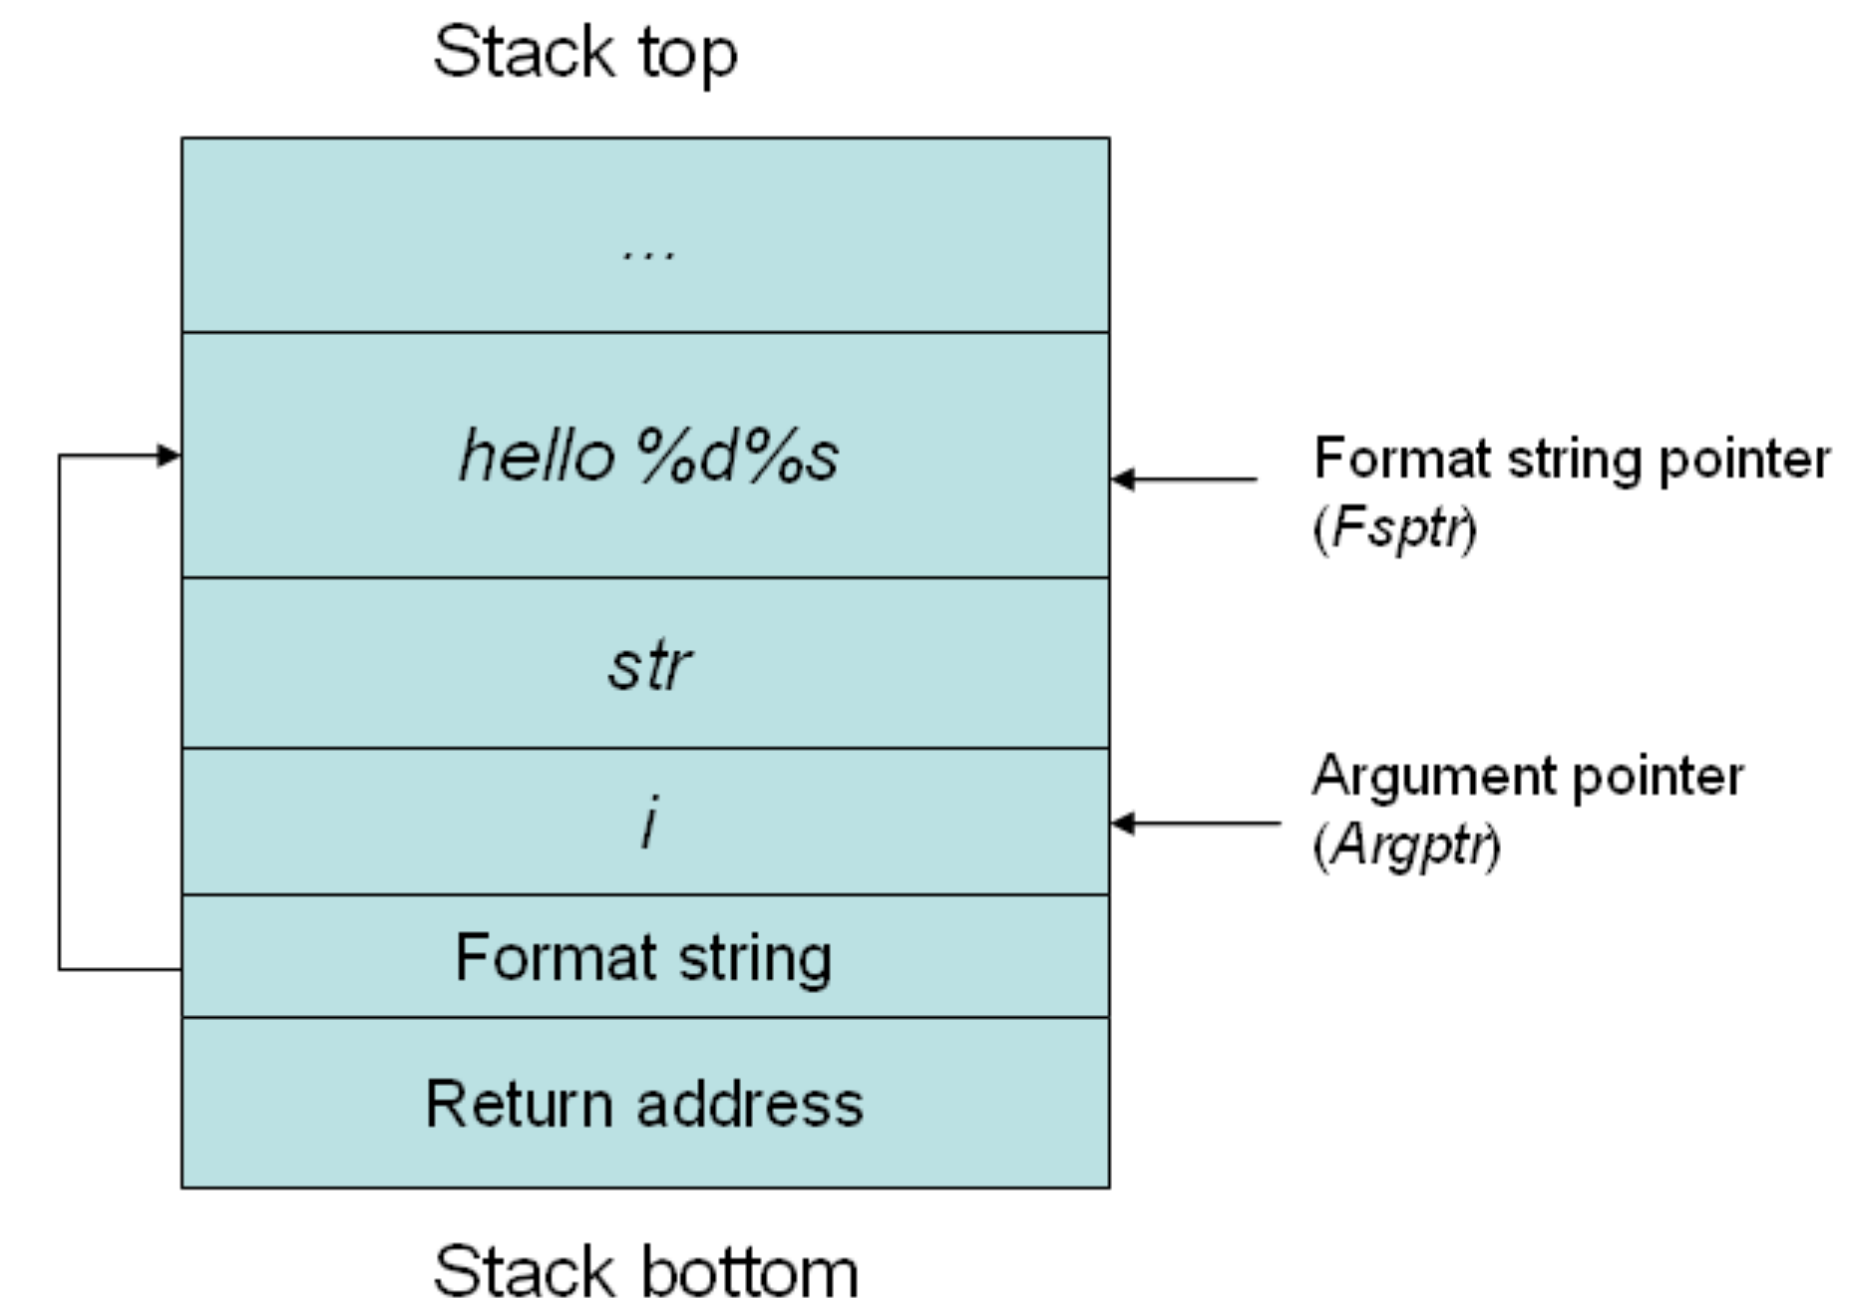 Stack top
...
hello %d%s
Format string pointer
(Fsptr)
str
Argument pointer
(Argptr)
i
Format string
Return address
Stack bottom